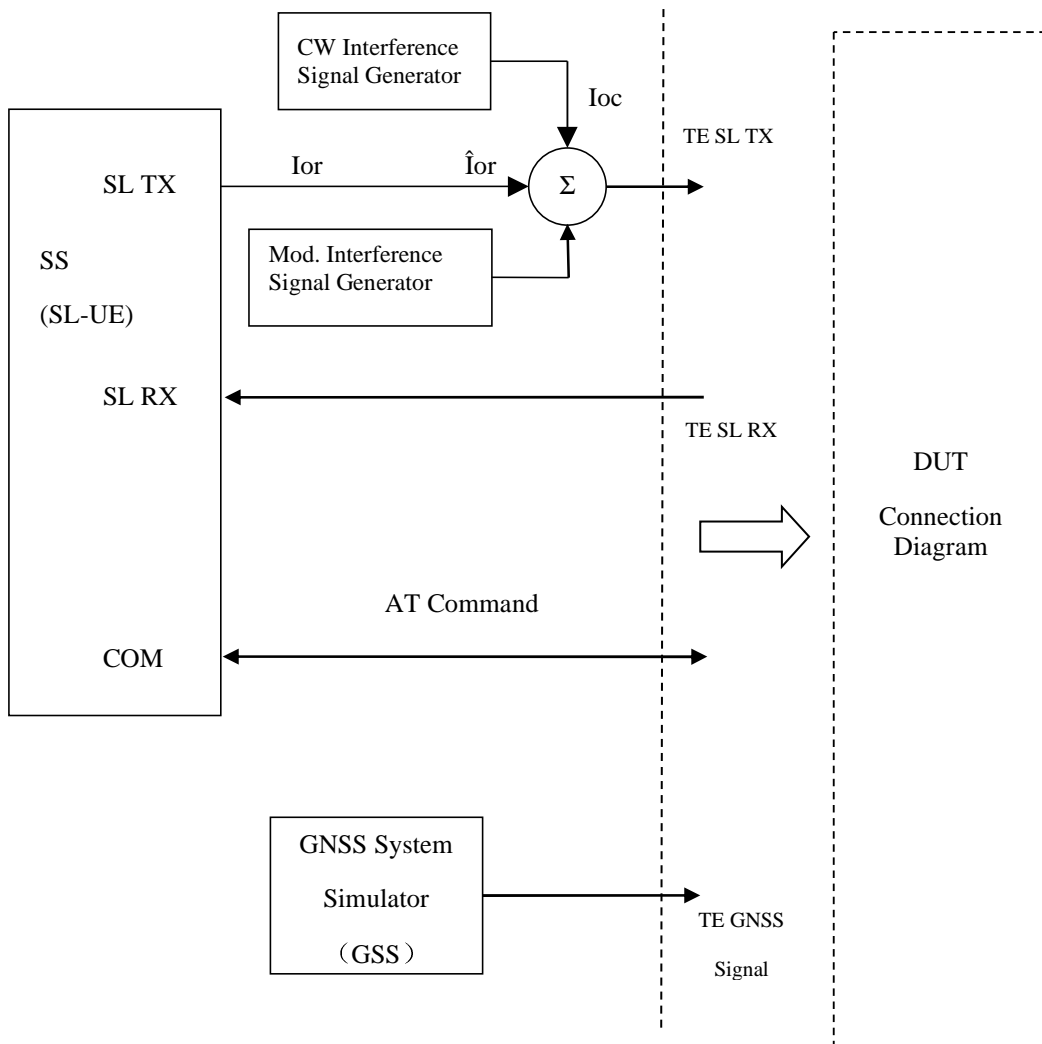 CW Interference
Signal Generator
Ioc
TE SL TX
SL TX
Ior
Îor
Σ
Mod. Interference
Signal Generator
SS
(SL-UE)
SL RX
TE SL RX
DUT
Connection
Diagram
AT Command
COM
GNSS System
Simulator
（GSS）
TE GNSS
Signal